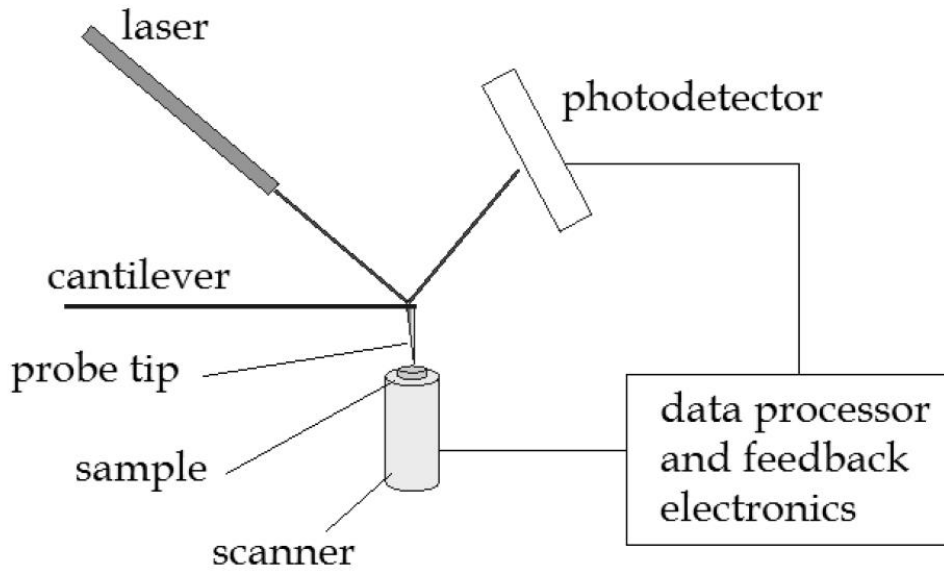 laser
photodetector
cantilever
probe tip
sample
scanner
data processor
and feedback
electronics